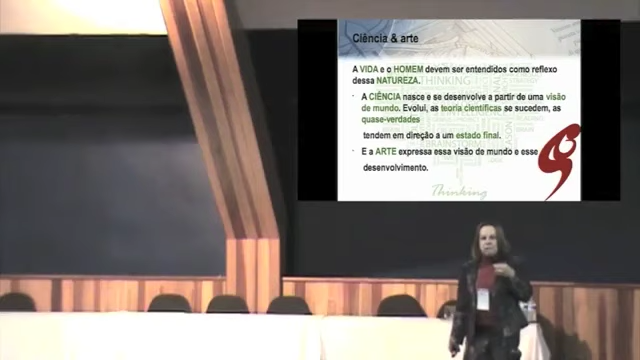 Ciência & arte
A VIDA e o HOMEM devem ser entendidos como reflexo
dessa NATUREZA.
· A CIÊNCIA nasce e se desenvolve a partir de uma visão
de mundo. Evolui, as teoria científicas se sucedem, as
quase-verdades
tendem em direção a um estado final.
· E a ARTE expressa essa visão de mundo e esse
desenvolvimento.
Thinking